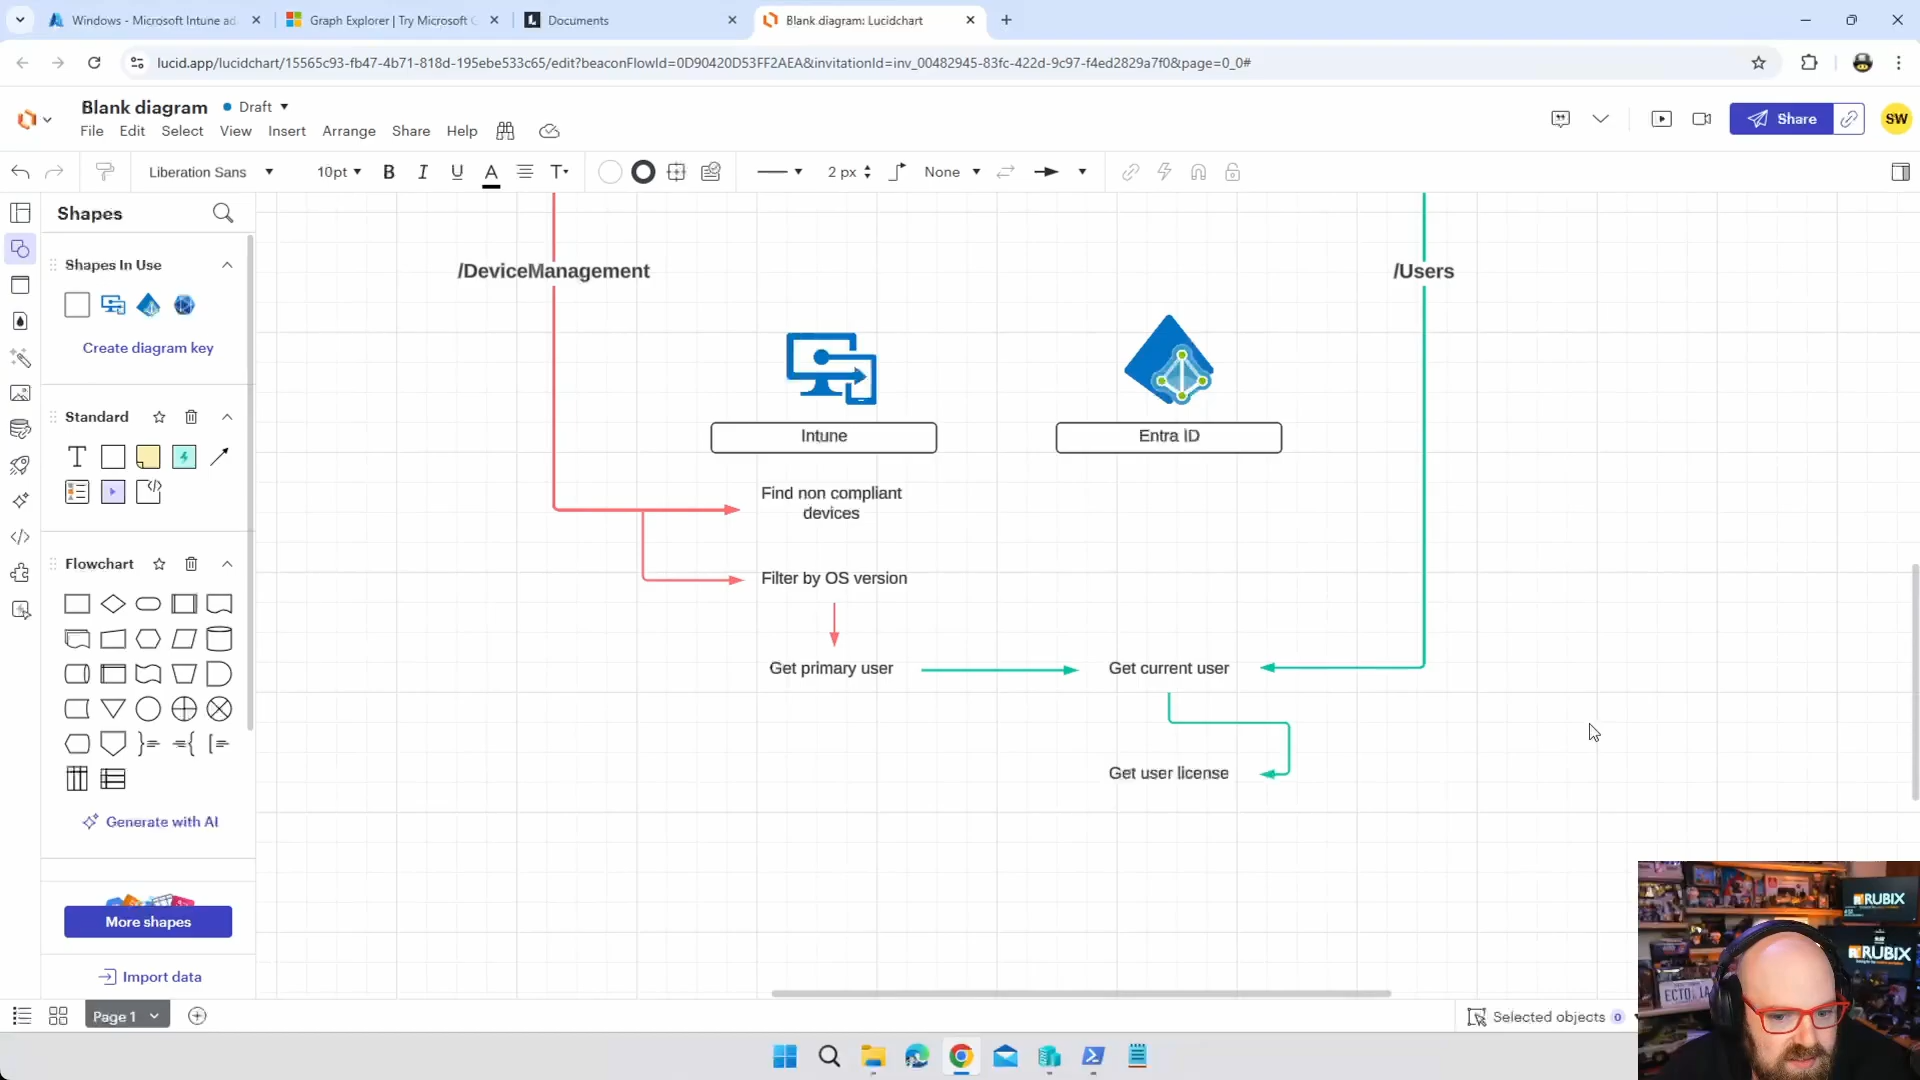 Windows - Microsoft Intune ad
Graph Explorer | Try Microsoft G
Documents
Blank diagram: Lucidchart
lucid.app/lucidchart/15565c93-fb47-4b71-818d-195ebe533c65/edit?beaconFlowId=0D90420D53FF2AEA&invitationId=inv_00482945-83fc-422d-9c97-f4ed2829a7f0&page=0_0#
Blank diagram
Draft
File Edit Select View Insert Arrange Share Help
Share
SW
Liberation Sans
10pt
B I U A T
2 px
None
Shapes
Shapes In Use
Create diagram key
Standard
T
Flowchart
Generate with AI
More shapes
Import data
/DeviceManagement
/Users
Intune
Entra ID
Find non compliant
devices
Filter by OS version
Get primary user
Get current user
Get user license
RUBIX
RUBIX
ECTO
Page 1
Selected objects 0